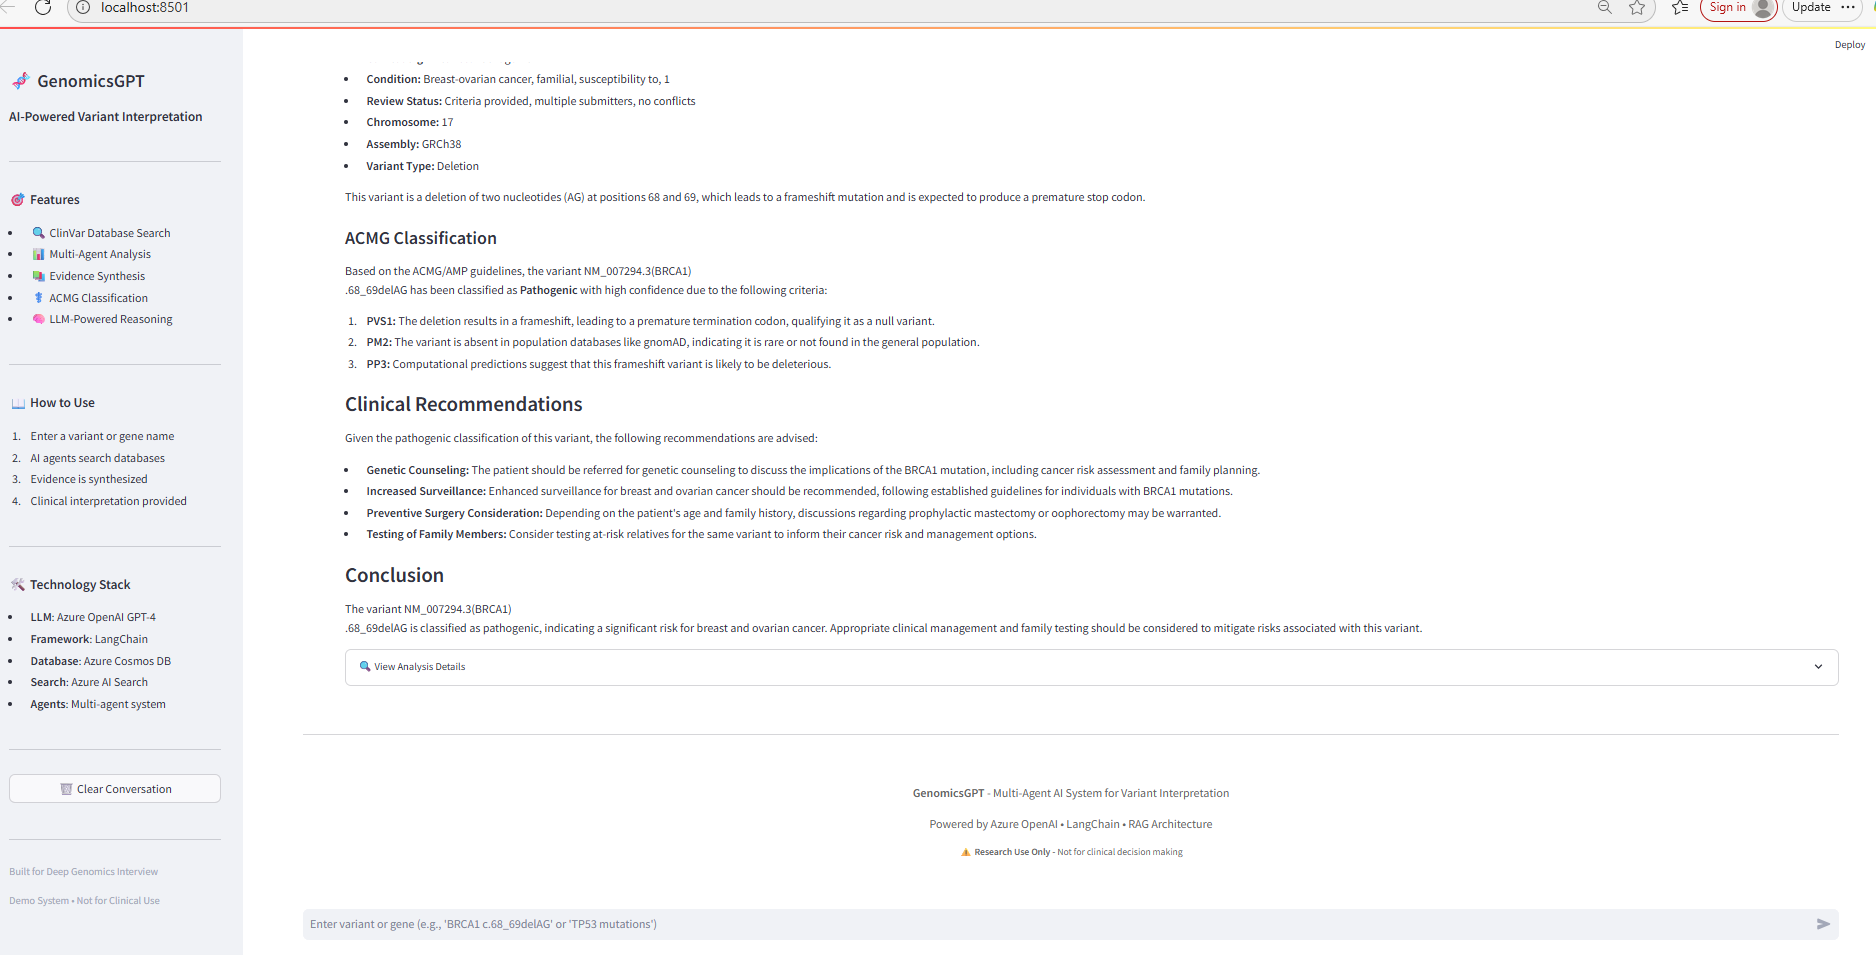 localhost:8501
Sign in
Update
Deploy
GenomicsGPT
AI-Powered Variant Interpretation
Features
ClinVar Database Search
Multi-Agent Analysis
Evidence Synthesis
ACMG Classification
LLM-Powered Reasoning
How to Use
1. Enter a variant or gene name
2. AI agents search databases
3. Evidence is synthesized
4. Clinical interpretation provided
Technology Stack
LLM: Azure OpenAI GPT-4
Framework: LangChain
Database: Azure Cosmos DB
Search: Azure AI Search
Agents: Multi-agent system
Clear Conversation
Built for Deep Genomics Interview
Demo System • Not for Clinical Use
Condition: Breast-ovarian cancer, familial, susceptibility to, 1
Review Status: Criteria provided, multiple submitters, no conflicts
Chromosome: 17
Assembly: GRCh38
Variant Type: Deletion
This variant is a deletion of two nucleotides (AG) at positions 68 and 69, which leads to a frameshift mutation and is expected to produce a premature stop codon.
ACMG Classification
Based on the ACMG/AMP guidelines, the variant NM_007294.3(BRCA1)
.68_69delAG has been classified as Pathogenic with high confidence due to the following criteria:
1. PVS1: The deletion results in a frameshift, leading to a premature termination codon, qualifying it as a null variant.
2. PM2: The variant is absent in population databases like gnomAD, indicating it is rare or not found in the general population.
3. PP3: Computational predictions suggest that this frameshift variant is likely to be deleterious.
Clinical Recommendations
Given the pathogenic classification of this variant, the following recommendations are advised:
Genetic Counseling: The patient should be referred for genetic counseling to discuss the implications of the BRCA1 mutation, including cancer risk assessment and family planning.
Increased Surveillance: Enhanced surveillance for breast and ovarian cancer should be recommended, following established guidelines for individuals with BRCA1 mutations.
Preventive Surgery Consideration: Depending on the patient's age and family history, discussions regarding prophylactic mastectomy or oophorectomy may be warranted.
Testing of Family Members: Consider testing at-risk relatives for the same variant to inform their cancer risk and management options.
Conclusion
The variant NM_007294.3(BRCA1)
.68_69delAG is classified as pathogenic, indicating a significant risk for breast and ovarian cancer. Appropriate clinical management and family testing should be considered to mitigate risks associated with this variant.
View Analysis Details
GenomicsGPT - Multi-Agent AI System for Variant Interpretation
Powered by Azure OpenAI • LangChain • RAG Architecture
Research Use Only - Not for clinical decision making
Enter variant or gene (e.g., 'BRCA1 c.68_69delAG' or 'TP53 mutations')